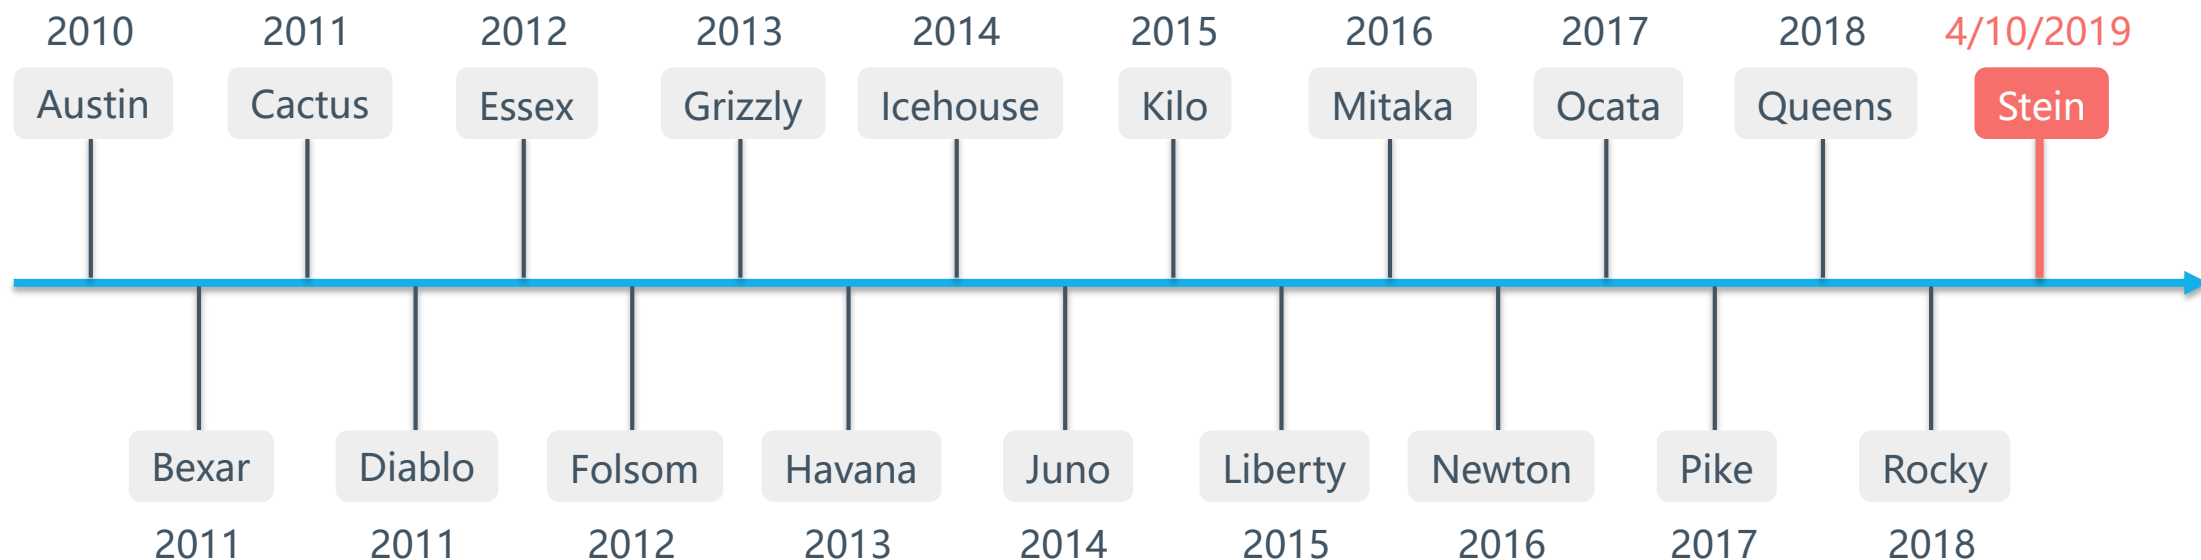 2010 2011 2012 2013 2014 2015 2016 2017 2018 4/10/2019
Austin Cactus Essex Grizzly Icehouse Kilo Mitaka Ocata Queens Stein
Bexar Diablo Folsom Havana Juno Liberty Newton Pike Rocky
2011 2011 2012 2013 2014 2015 2016 2017 2018